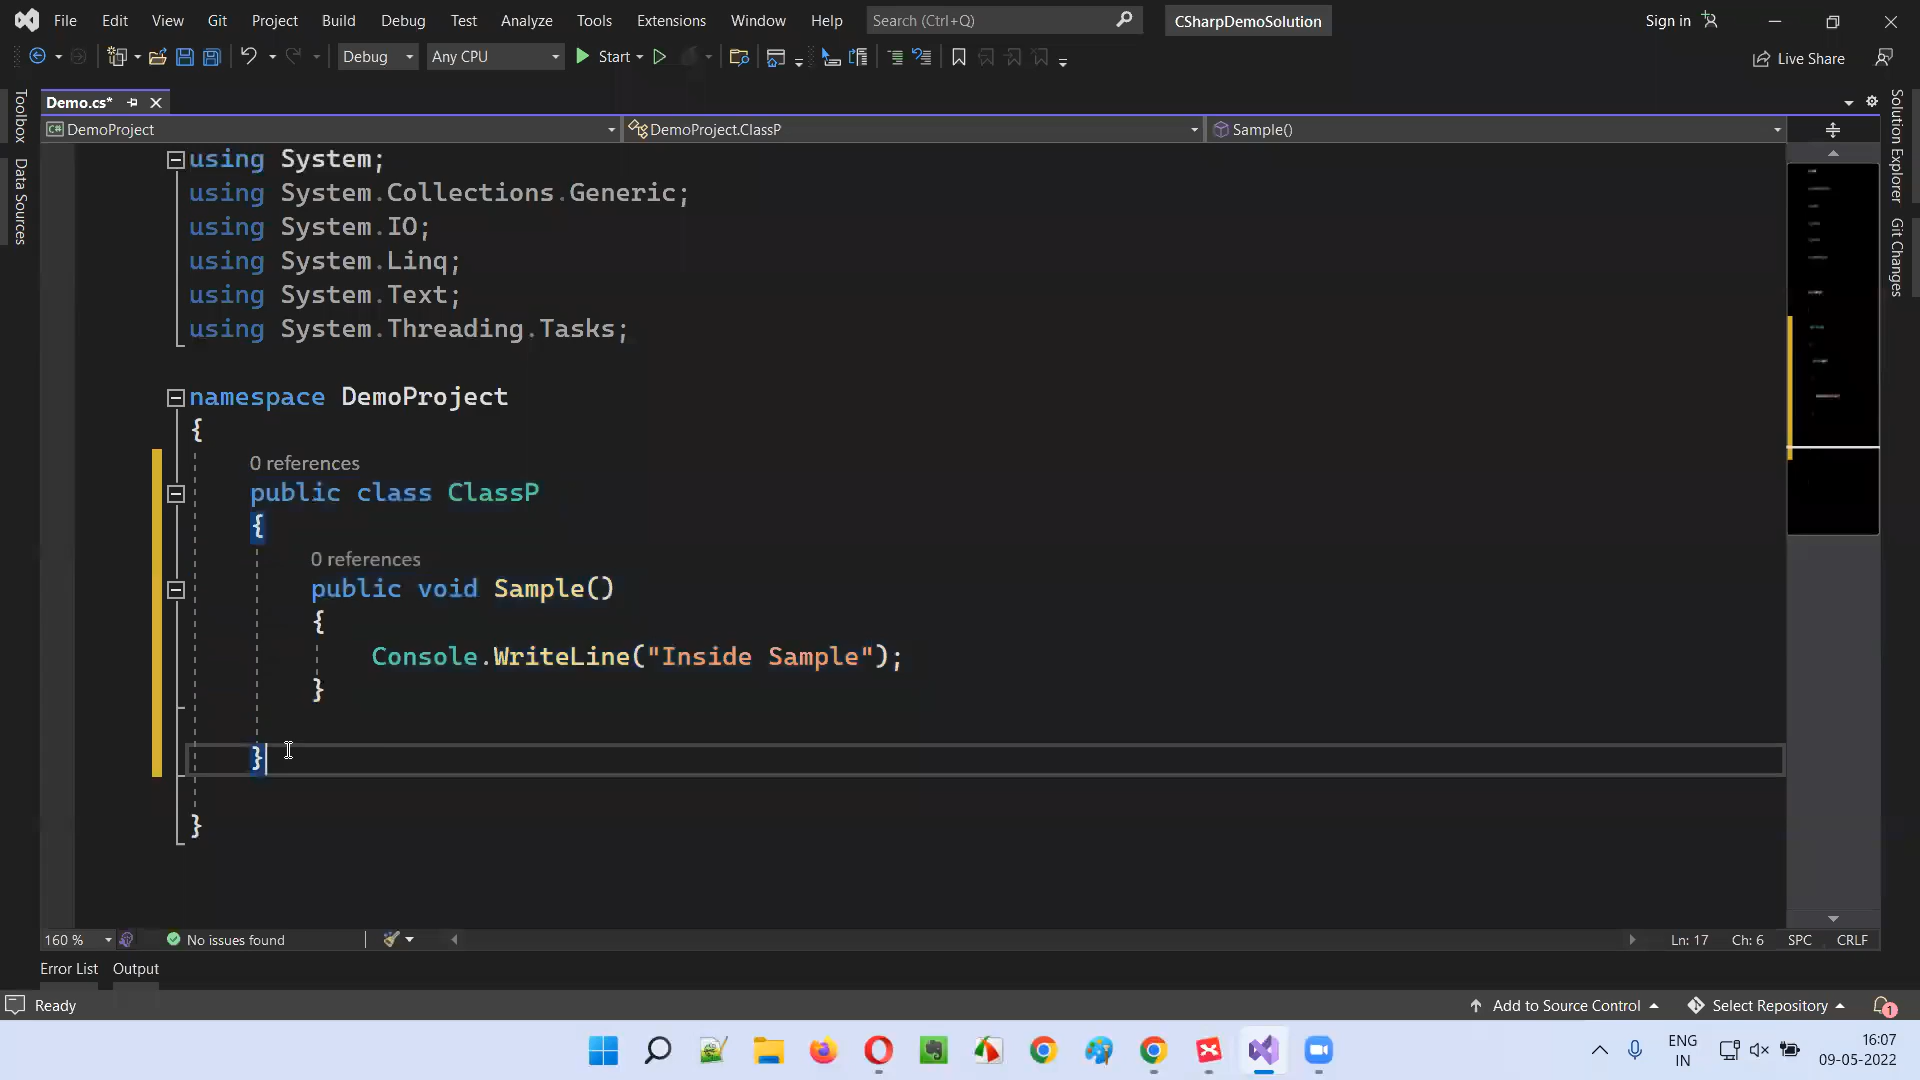 File Edit View Git Project Build Debug Test Analyze Tools Extensions Window Help Search (Ctrl+Q) CSharpDemoSolution Sign in
Debug Any CPU Start Live Share
Demo.cs*
DemoProject DemoProject.ClassP Sample()
Toolbox
Data Sources
Solution Explorer
Git Changes
using System;
using System.Collections.Generic;
using System.IO;
using System.Linq;
using System.Text;
using System.Threading.Tasks;
namespace DemoProject
{
0 references
public class ClassP
{
0 references
public void Sample()
{
Console.WriteLine("Inside Sample");
}
}
}
160 % No issues found Ln: 17 Ch: 6 SPC CRLF
Error List Output
Ready Add to Source Control Select Repository 1
ENG
IN
16:07
09-05-2022